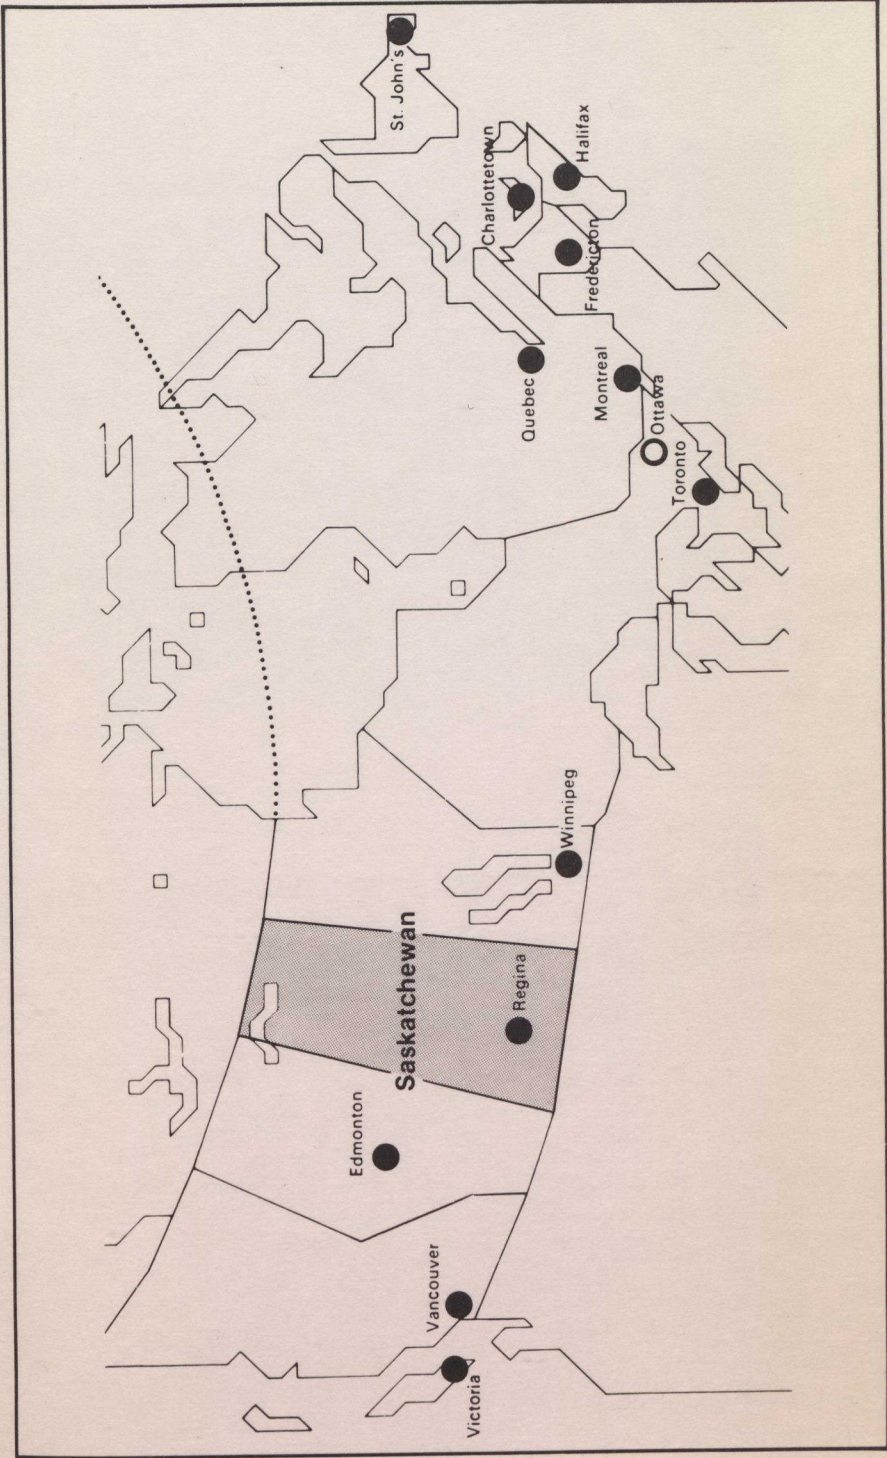 Victoria
Vancouver
Edmonton
Saskatchewan
Regina
Winnipeg
Toronto
Ottawa
Montreal
Quebec
Fredericton
Charlottetown
Halifax
St. John's